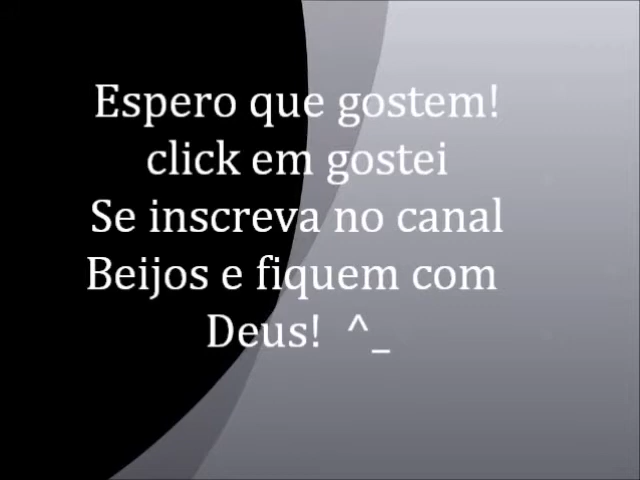 Espero que gostem!
click em gostei
Se inscreva no canal
Beijos e fiquem com
Deus!  ^_